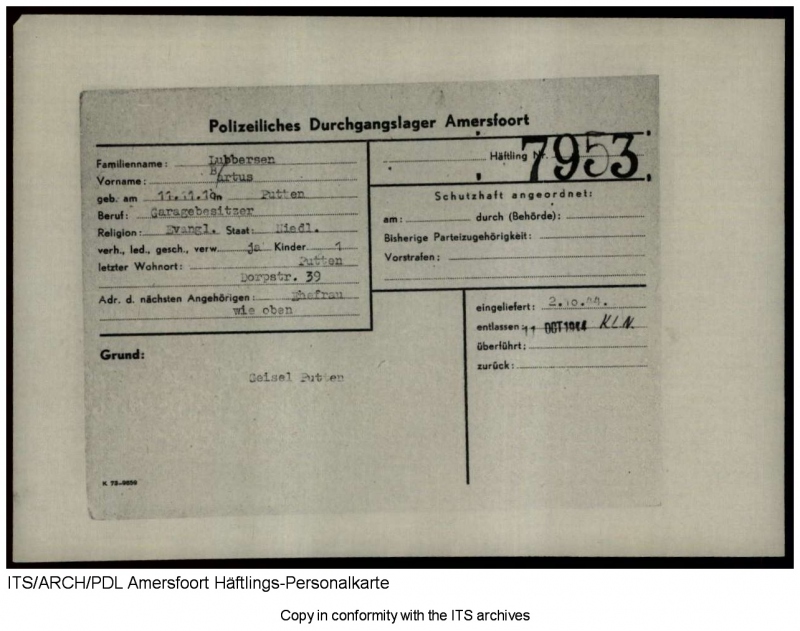 Polizeiliches Durchgangslager Amersfoort
Familienname: Lubbersen
Häftling Nr. 7953
Vorname: Bartus
geb. am 11.11.10 in Putten
Schutzhaft angeordnet:
Beruf: Garagebesitzer
am: durch (Behörde):
Religion: Evangl. Staat: Niedl.
Bisherige Parteizugehörigkeit:
verh., led., gesch., verw. ja Kinder 1
Vorstrafen:
letzter Wohnort: Putten
Dorpstr. 39
Adr. d. nächsten Angehörigen: Ehefrau
wie oben
eingeliefert: 2.10.44.
entlassen: 11 OCT 1944 K.L.N.
überführt:
zurück:
Grund:
Geisel Putten
ITS/ARCH/PDL Amersfoort Häftlings-Personalkarte
Copy in conformity with the ITS archives